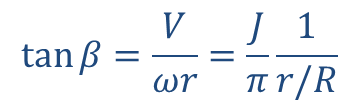 tan β = V/ωr = J/π 1/(r/R)